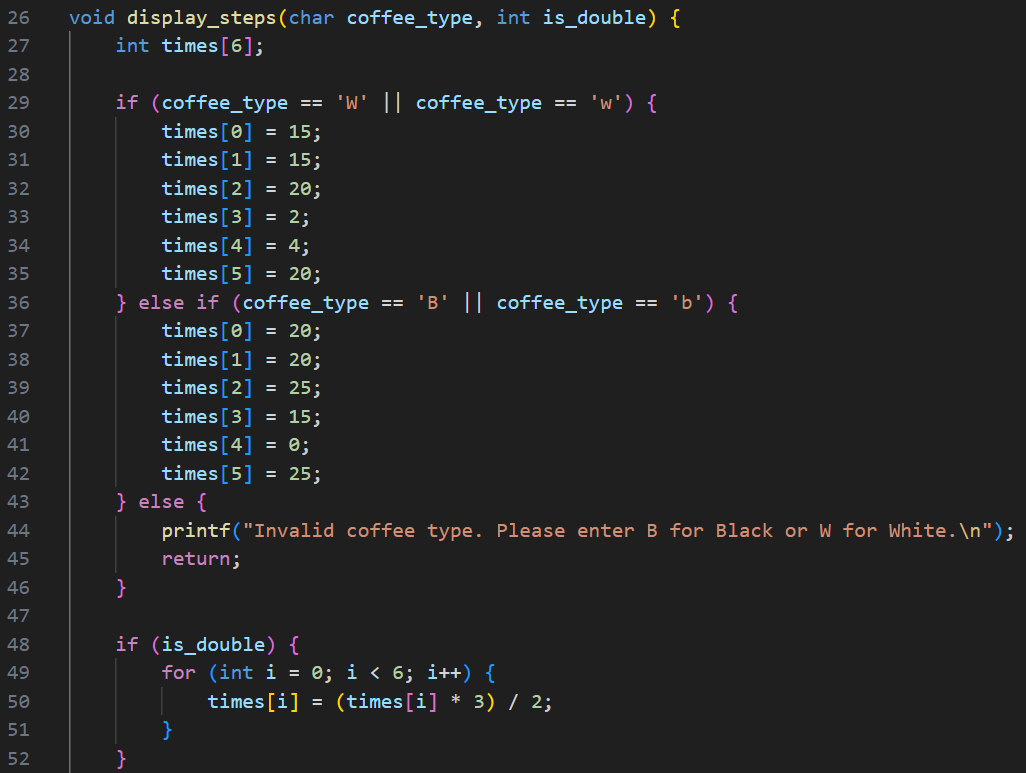 26 void display_steps(char coffee_type, int is_double) {
27     int times[6];
28
29     if (coffee_type == 'W' || coffee_type == 'w') {
30         times[0] = 15;
31         times[1] = 15;
32         times[2] = 20;
33         times[3] = 2;
34         times[4] = 4;
35         times[5] = 20;
36     } else if (coffee_type == 'B' || coffee_type == 'b') {
37         times[0] = 20;
38         times[1] = 20;
39         times[2] = 25;
40         times[3] = 15;
41         times[4] = 0;
42         times[5] = 25;
43     } else {
44         printf("Invalid coffee type. Please enter B for Black or W for White.\n");
45         return;
46     }
47
48     if (is_double) {
49         for (int i = 0; i < 6; i++) {
50             times[i] = (times[i] * 3) / 2;
51         }
52     }